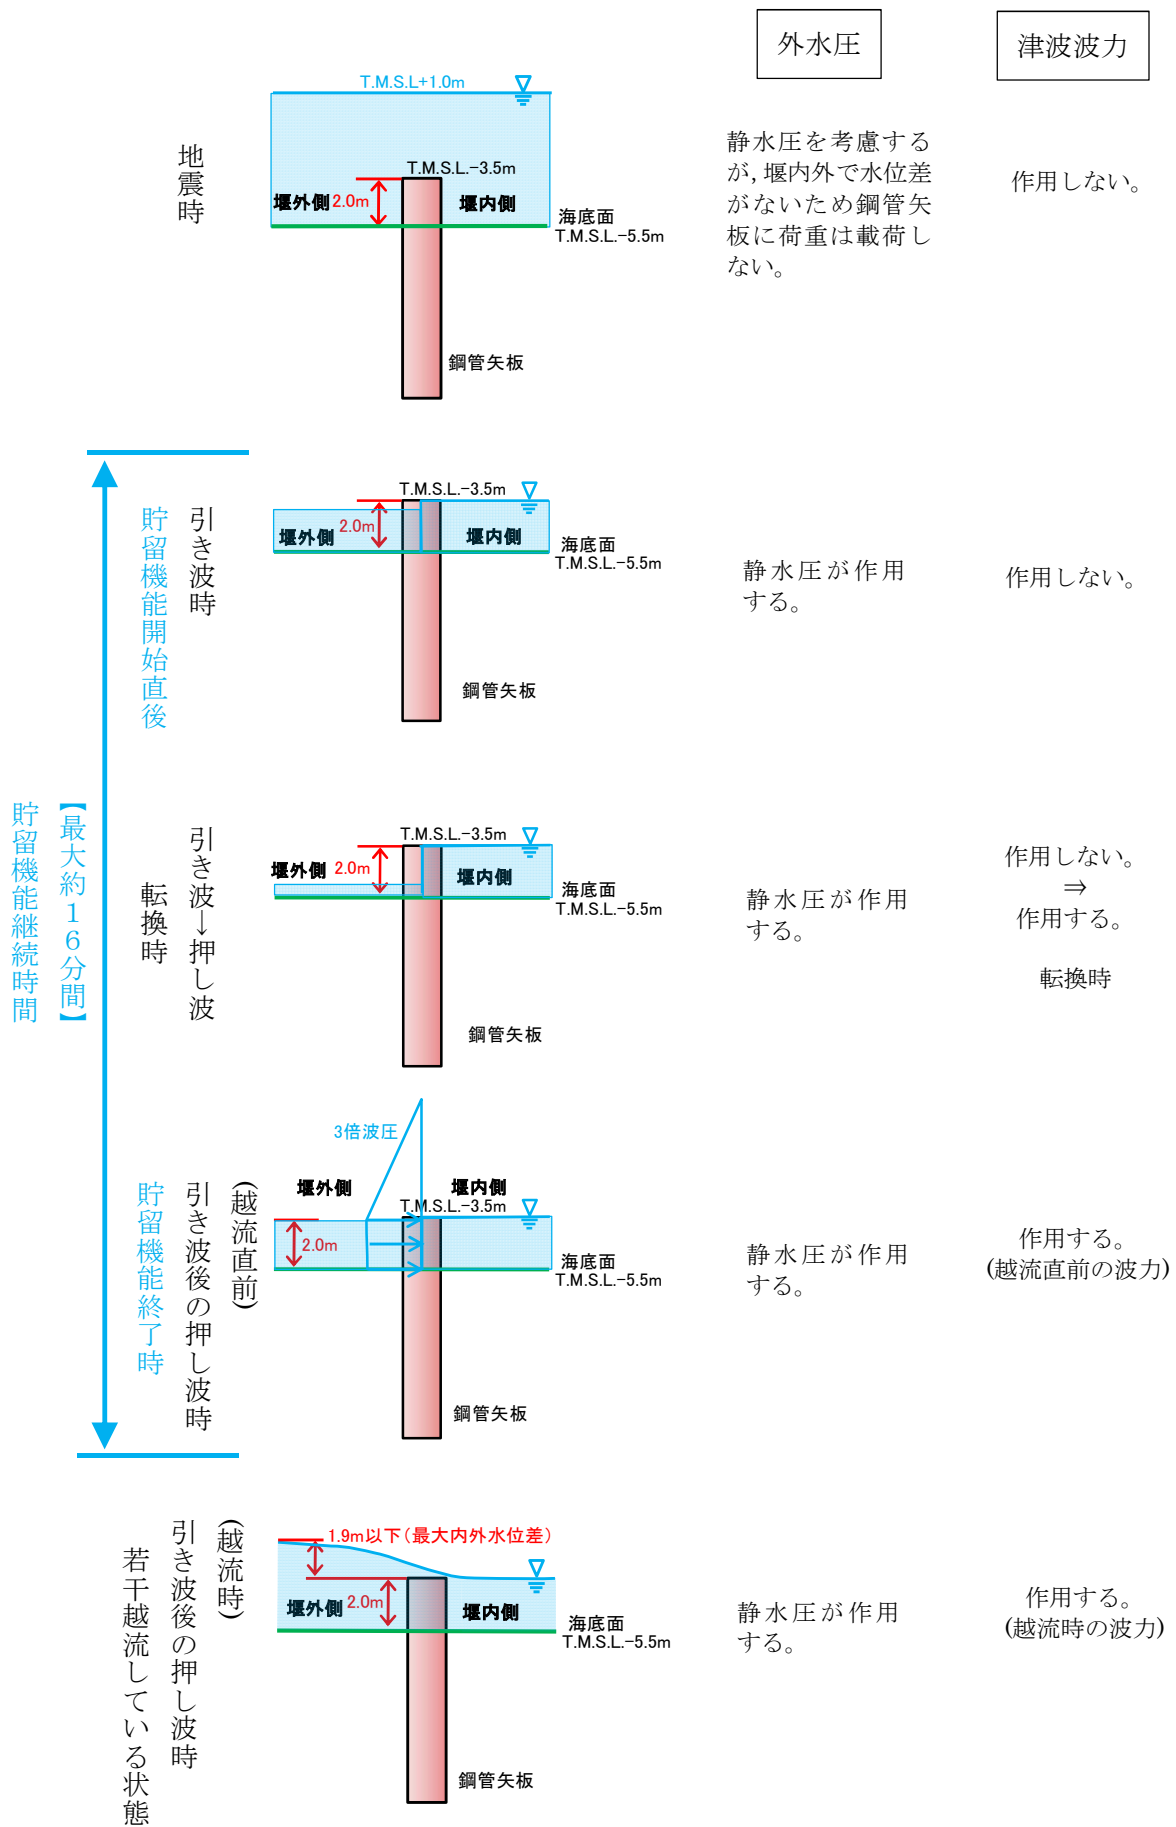 外水圧
津波波力
地震時
T.M.S.L+1.0m
T.M.S.L.-3.5m
堰外側
2.0m
堰内側
海底面
T.M.S.L.-5.5m
鋼管矢板
静水圧を考慮する
が,堰内外で水位差
がないため鋼管矢
板に荷重は載荷し
ない。
作用しない。
貯留機能継続時間
【最大約16分間】
引き波時
貯留機能開始直後
T.M.S.L.-3.5m
堰外側
2.0m
堰内側
海底面
T.M.S.L.-5.5m
鋼管矢板
静水圧が作用
する。
作用しない。
引き波→押し波
転換時
T.M.S.L.-3.5m
堰外側
2.0m
堰内側
海底面
T.M.S.L.-5.5m
鋼管矢板
静水圧が作用
する。
作用しない。
⇒
作用する。
転換時
(越流直前)
引き波後の押し波時
貯留機能終了時
3倍波圧
堰外側
堰内側
T.M.S.L.-3.5m
2.0m
海底面
T.M.S.L.-5.5m
鋼管矢板
静水圧が作用
する。
作用する。
(越流直前の波力)
(越流時)
引き波後の押し波時
若干越流している状態
1.9m以下(最大内外水位差)
堰外側
2.0m
堰内側
海底面
T.M.S.L.-5.5m
鋼管矢板
静水圧が作用
する。
作用する。
(越流時の波力)